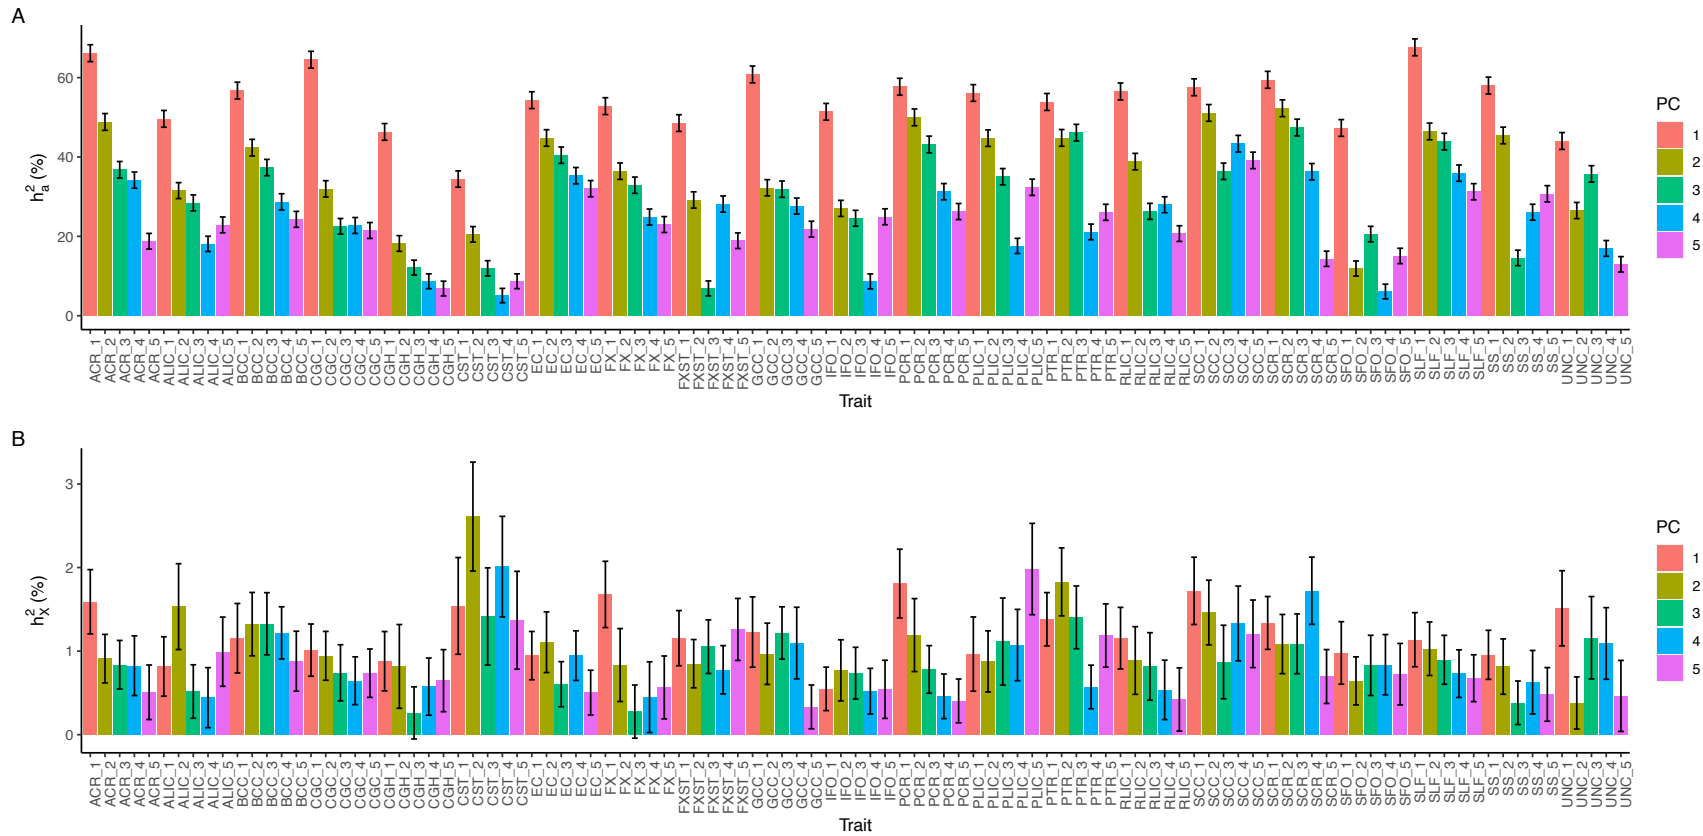 A
h²a (%)
60
40
20
0
ACR_1 ACR_2 ACR_3 ACR_4 ACR_5 ALIC_1 ALIC_2 ALIC_3 ALIC_4 ALIC_5 BCC_1 BCC_2 BCC_3 BCC_4 BCC_5 CGC_1 CGC_2 CGC_3 CGC_4 CGC_5 CGH_1 CGH_2 CGH_3 CGH_4 CGH_5 CST_1 CST_2 CST_3 CST_4 CST_5 EC_1 EC_2 EC_3 EC_4 EC_5 FX_1 FX_2 FX_3 FX_4 FX_5 FXST_1 FXST_2 FXST_3 FXST_4 FXST_5 GCC_1 GCC_2 GCC_3 GCC_4 GCC_5 IFO_1 IFO_2 IFO_3 IFO_4 IFO_5 PCR_1 PCR_2 PCR_3 PCR_4 PCR_5 PLIC_1 PLIC_2 PLIC_3 PLIC_4 PLIC_5 PTR_1 PTR_2 PTR_3 PTR_4 PTR_5 RLIC_1 RLIC_2 RLIC_3 RLIC_4 RLIC_5 SCC_1 SCC_2 SCC_3 SCC_4 SCC_5 SCR_1 SCR_2 SCR_3 SCR_4 SCR_5 SFO_1 SFO_2 SFO_3 SFO_4 SFO_5 SLF_1 SLF_2 SLF_3 SLF_4 SLF_5 SS_1 SS_2 SS_3 SS_4 SS_5 UNC_1 UNC_2 UNC_3 UNC_4 UNC_5
Trait
PC
1
2
3
4
5
B
h²X (%)
3
2
1
0
ACR_1 ACR_2 ACR_3 ACR_4 ACR_5 ALIC_1 ALIC_2 ALIC_3 ALIC_4 ALIC_5 BCC_1 BCC_2 BCC_3 BCC_4 BCC_5 CGC_1 CGC_2 CGC_3 CGC_4 CGC_5 CGH_1 CGH_2 CGH_3 CGH_4 CGH_5 CST_1 CST_2 CST_3 CST_4 CST_5 EC_1 EC_2 EC_3 EC_4 EC_5 FX_1 FX_2 FX_3 FX_4 FX_5 FXST_1 FXST_2 FXST_3 FXST_4 FXST_5 GCC_1 GCC_2 GCC_3 GCC_4 GCC_5 IFO_1 IFO_2 IFO_3 IFO_4 IFO_5 PCR_1 PCR_2 PCR_3 PCR_4 PCR_5 PLIC_1 PLIC_2 PLIC_3 PLIC_4 PLIC_5 PTR_1 PTR_2 PTR_3 PTR_4 PTR_5 RLIC_1 RLIC_2 RLIC_3 RLIC_4 RLIC_5 SCC_1 SCC_2 SCC_3 SCC_4 SCC_5 SCR_1 SCR_2 SCR_3 SCR_4 SCR_5 SFO_1 SFO_2 SFO_3 SFO_4 SFO_5 SLF_1 SLF_2 SLF_3 SLF_4 SLF_5 SS_1 SS_2 SS_3 SS_4 SS_5 UNC_1 UNC_2 UNC_3 UNC_4 UNC_5
Trait
PC
1
2
3
4
5